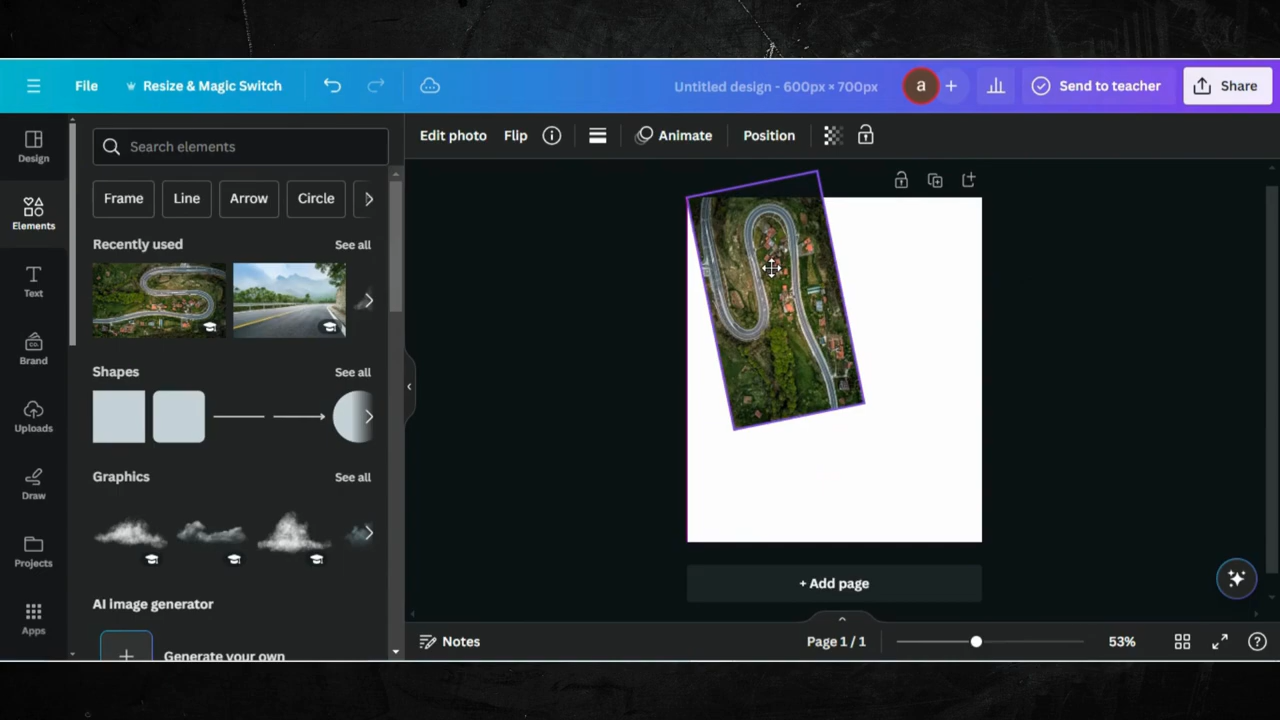 File
Resize & Magic Switch
Untitled design - 600px × 700px
a
Send to teacher
Share
Design
Elements
Text
Brand
Uploads
Draw
Projects
Apps
Search elements
Frame
Line
Arrow
Circle
Recently used
See all
Shapes
See all
Graphics
See all
AI image generator
Generate your own
Edit photo
Flip
Animate
Position
+ Add page
Notes
Page 1 / 1
53%